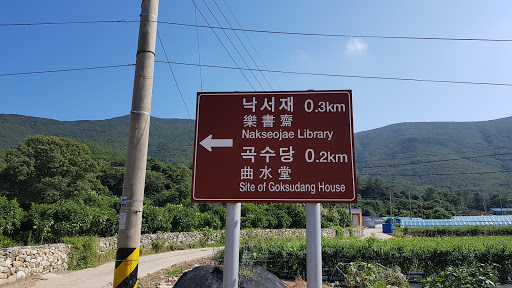 낙서재 0.3km
樂書齋
Nakseojae Library
곡수당 0.2km
曲水堂
Site of Goksudang House